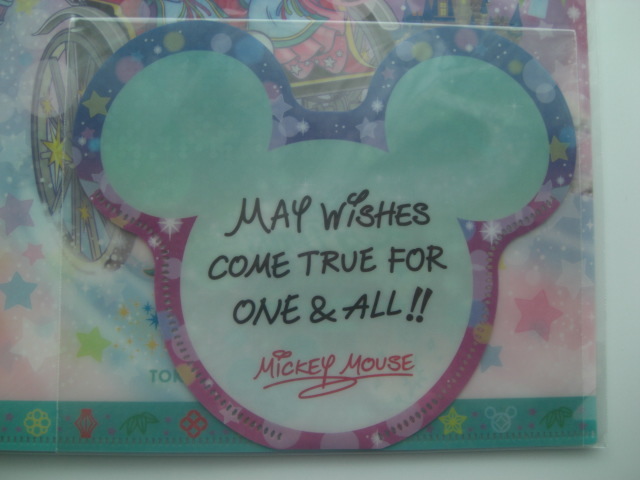 MAY WISHES
COME TRUE FOR
ONE & ALL!!
MICKEY MOUSE